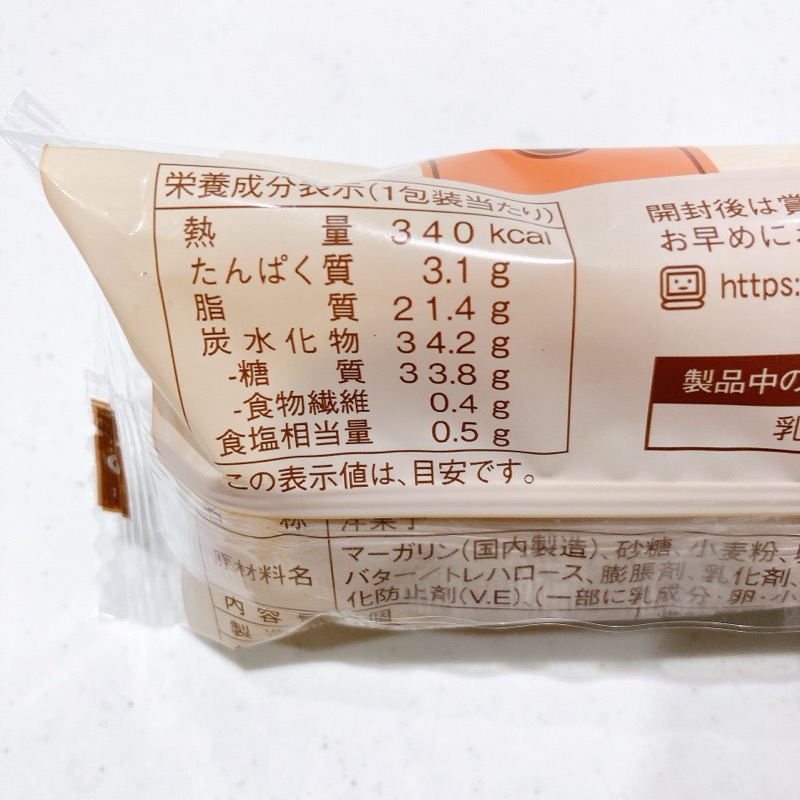 栄養成分表示(1包装当たり)
熱量 340 kcal
たんぱく質 3.1 g
脂質 21.4 g
炭水化物 34.2 g
-糖質 33.8 g
-食物繊維 0.4 g
食塩相当量 0.5 g
この表示値は、目安です。
開封後は賞
お早めに
https:
製品中の
乳
称 洋菓子
原材料名 マーガリン(国内製造)、砂糖、小麦粉、
バター/トレハロース、膨脹剤、乳化剤、
化防止剤(V.E)、(一部に乳成分・卵・小
内容 個
製